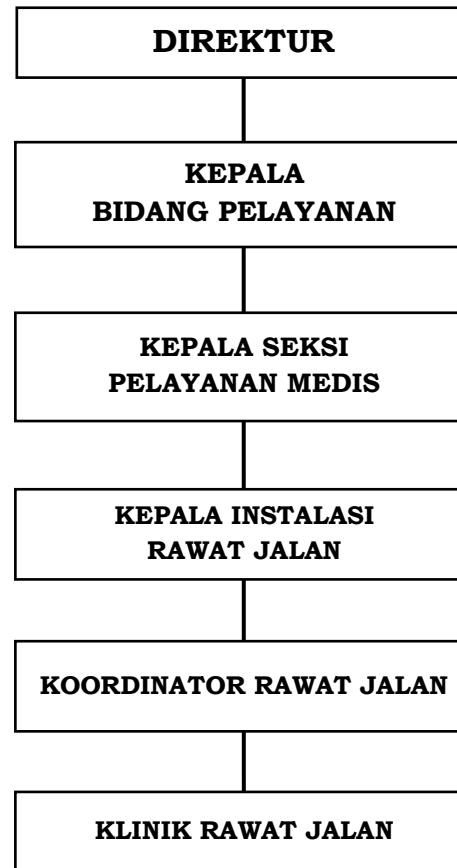 DIREKTUR
KEPALA
BIDANG PELAYANAN
KEPALA SEKSI
PELAYANAN MEDIS
KEPALA INSTALASI
RAWAT JALAN
KOORDINATOR RAWAT JALAN
KLINIK RAWAT JALAN